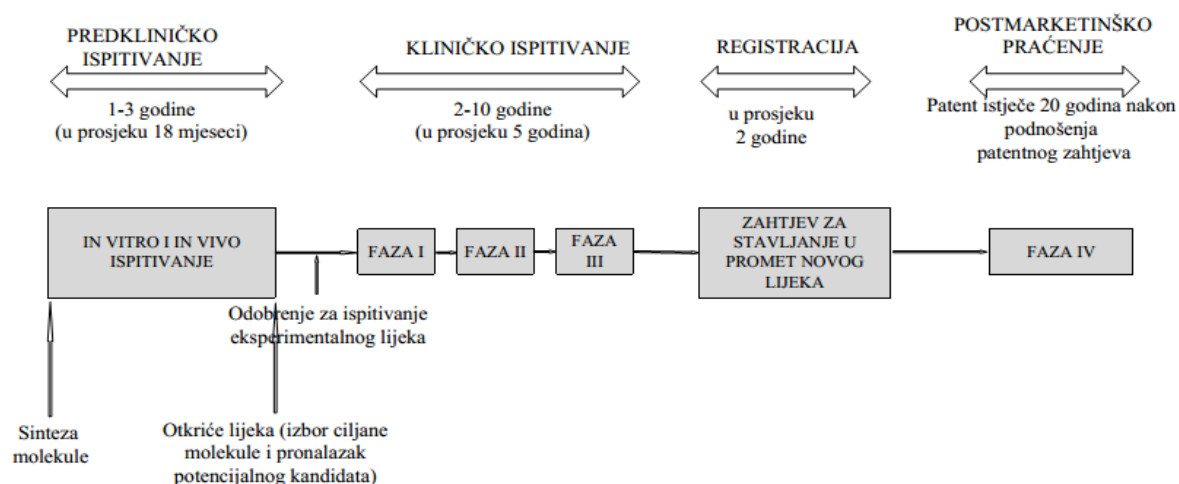 PREDKLINIČKO
ISPITIVANJE
1-3 godine
(u prosjeku 18 mjeseci)
KLINIČKO ISPITIVANJE
2-10 godine
(u prosjeku 5 godina)
REGISTRACIJA
u prosjeku
2 godine
POSTMARKETINŠKO
PRAĆENJE
Patent istječe 20 godina nakon
podnošenja
patentnog zahtjeva
IN VITRO I IN VIVO
ISPITIVANJE
FAZA I
FAZA II
FAZA
III
ZAHTJEV ZA
STAVLJANJE U
PROMET NOVOG
LIJEKA
FAZA IV
Odobrenje za ispitivanje
eksperimentalnog lijeka
Sinteza
molekule
Otkriće lijeka (izbor ciljane
molekule i pronalazak
potencijalnog kandidata)